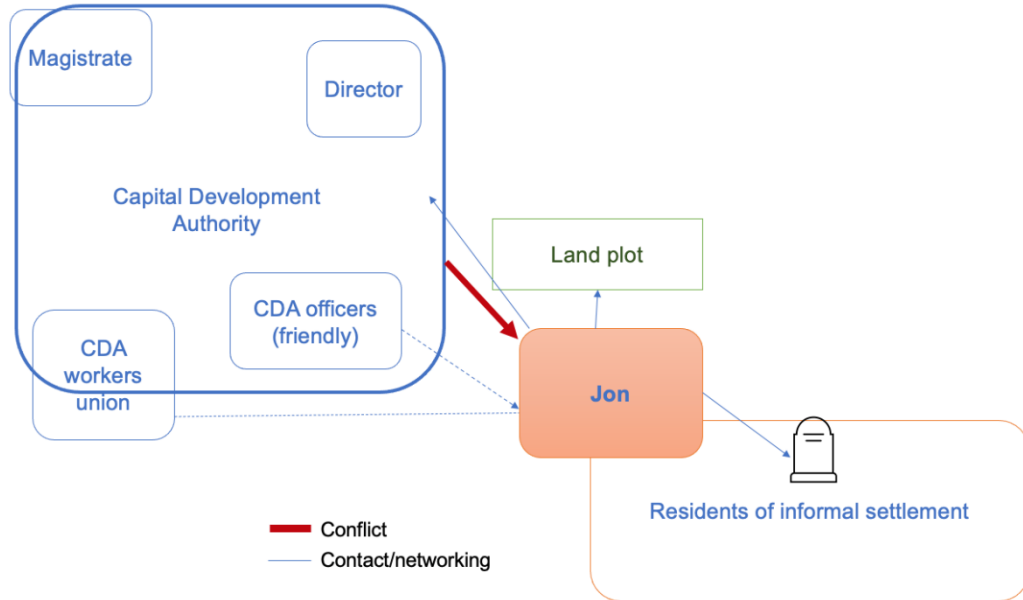 Magistrate
Director
Capital Development
Authority
Land plot
CDA officers
(friendly)
CDA
workers
union
Jon
Residents of informal settlement
Conflict
Contact/networking